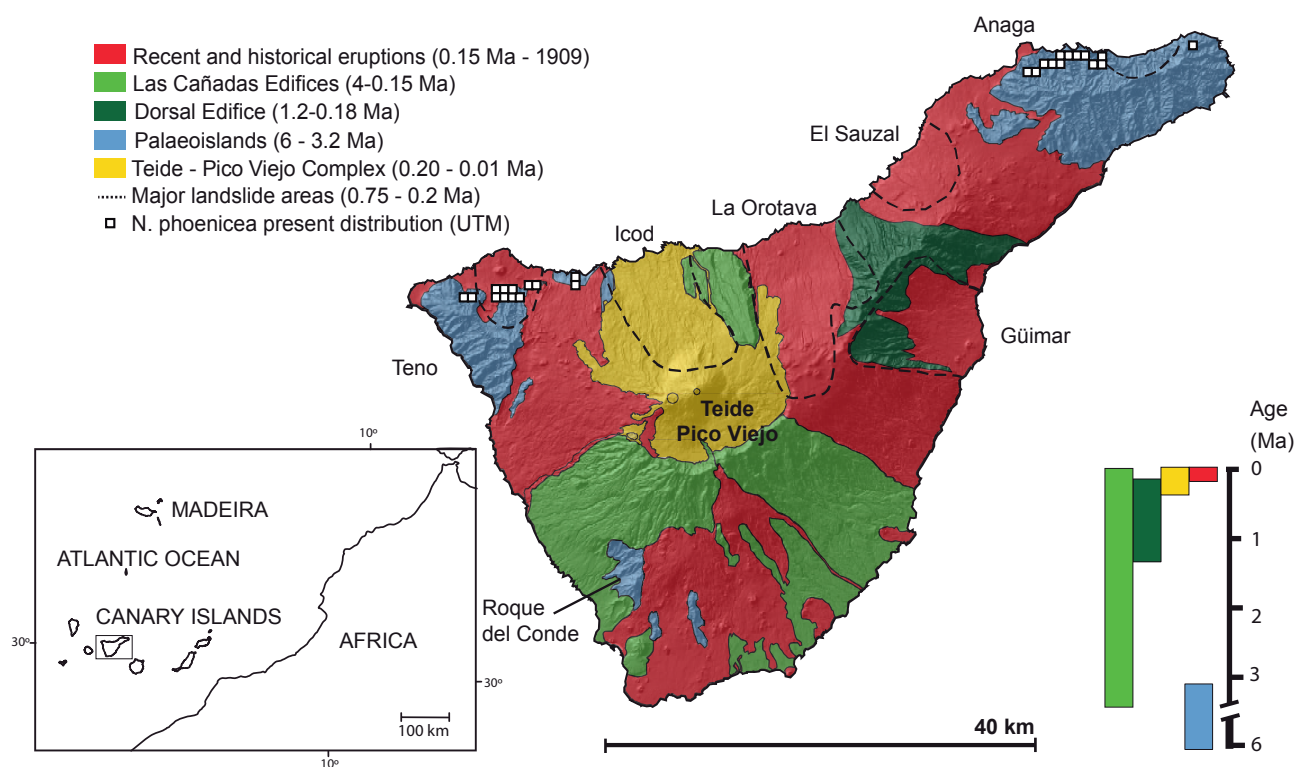 Anaga
Recent and historical eruptions (0.15 Ma - 1909)
Las Cañadas Edifices (4-0.15 Ma)
Dorsal Edifice (1.2-0.18 Ma)
Palaeoislands (6 - 3.2 Ma)
Teide - Pico Viejo Complex (0.20 - 0.01 Ma)
Major landslide areas (0.75 - 0.2 Ma)
N. phoenicea present distribution (UTM)
El Sauzal
La Orotava
Icod
Güimar
Teno
Teide
Pico Viejo
Roque
del Conde
40 km
Age
(Ma)
0
1
2
3
6
10º
MADEIRA
ATLANTIC OCEAN
CANARY ISLANDS
AFRICA
30º
30º
100 km
10º